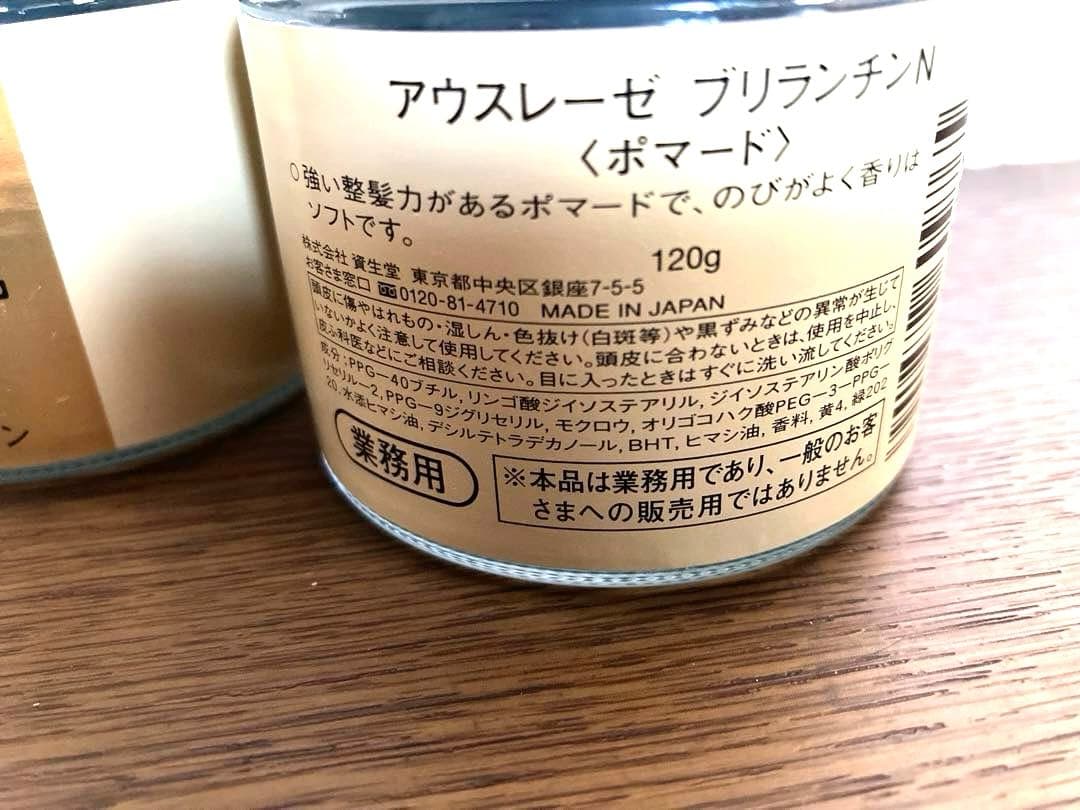 アウスレーゼ ブリランチンN
〈ポマード〉
○強い整髪力があるポマードで、のびがよく香りは
ソフトです。
120g
株式会社 資生堂 東京都中央区銀座7-5-5
お客さま窓口 0120-81-4710 MADE IN JAPAN
頭皮に傷やはれもの・湿しん・色抜け(白斑等)や黒ずみなどの異常が生じて
いないかよく注意して使用してください。頭皮に合わないときは、使用を中止し、
皮ふ科医などにご相談ください。目に入ったときはすぐに洗い流してください。
成分:PPG-40ブチル, リンゴ酸ジイソステアリル, ジイソステアリン酸ポリグ
リセリル-2, PPG-9ジグリセリル, モクロウ, オリゴコハク酸PEG-3-PPG-
20, 水添ヒマシ油, デシルテトラデカノール, BHT, ヒマシ油, 香料, 黄4, 緑202
業務用
※本品は業務用であり、一般のお客
さまへの販売用ではありません。
ン